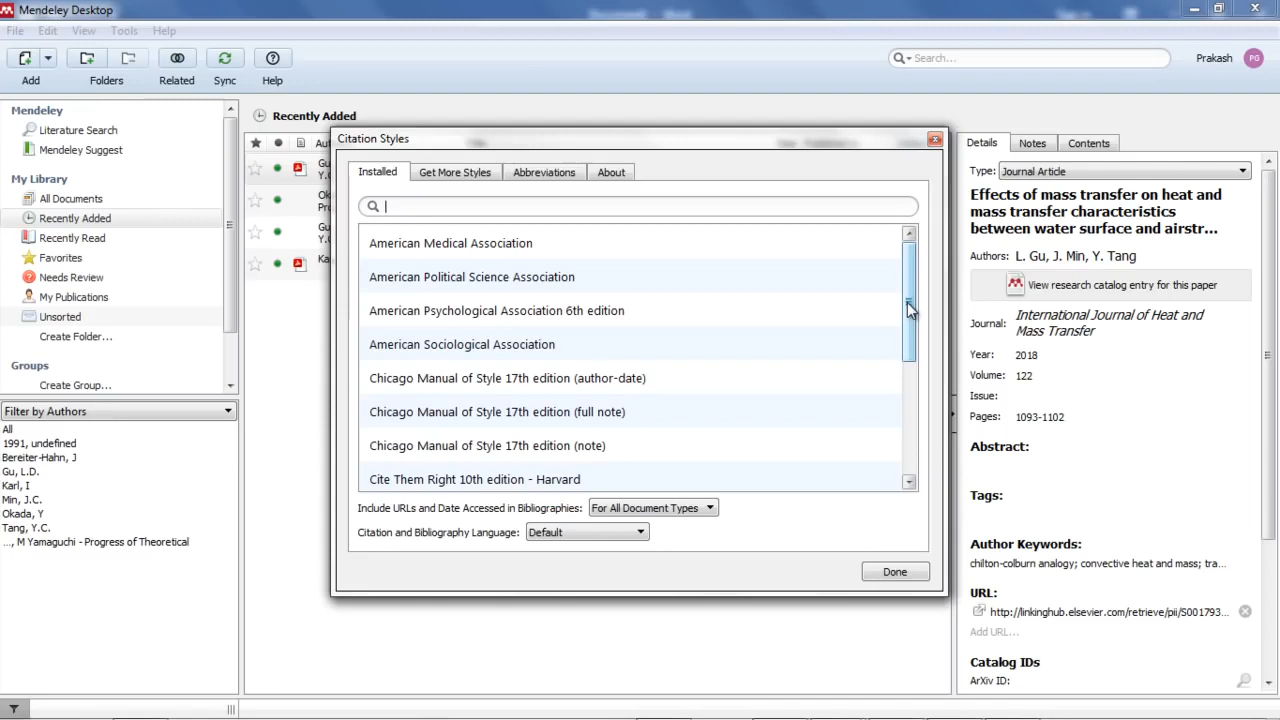 Mendeley Desktop
File Edit View Tools Help
Search...
Prakash PG
Add Folders Related Sync Help
Mendeley
Literature Search
Mendeley Suggest
My Library
All Documents
Recently Added
Recently Read
Favorites
Needs Review
My Publications
Unsorted
Create Folder...
Groups
Create Group...
Filter by Authors
All
1991, undefined
Bereiter-Hahn, J
Gu, L.D.
Karl, I
Min, J.C.
Okada, Y
Tang, Y.C.
..., M Yamaguchi - Progress of Theoretical
Recently Added
Citation Styles
Installed Get More Styles Abbreviations About
American Medical Association
American Political Science Association
American Psychological Association 6th edition
American Sociological Association
Chicago Manual of Style 17th edition (author-date)
Chicago Manual of Style 17th edition (full note)
Chicago Manual of Style 17th edition (note)
Cite Them Right 10th edition - Harvard
Include URLs and Date Accessed in Bibliographies: For All Document Types
Citation and Bibliography Language: Default
Done
Details Notes Contents
Type: Journal Article
Effects of mass transfer on heat and
mass transfer characteristics
between water surface and airstr...
Authors: L. Gu, J. Min, Y. Tang
View research catalog entry for this paper
Journal: International Journal of Heat and
Mass Transfer
Year: 2018
Volume: 122
Issue:
Pages: 1093-1102
Abstract:
Tags:
Author Keywords:
chilton-colburn analogy; convective heat and mass; tra...
URL:
http://linkinghub.elsevier.com/retrieve/pii/S001793...
Add URL...
Catalog IDs
ArXiv ID: